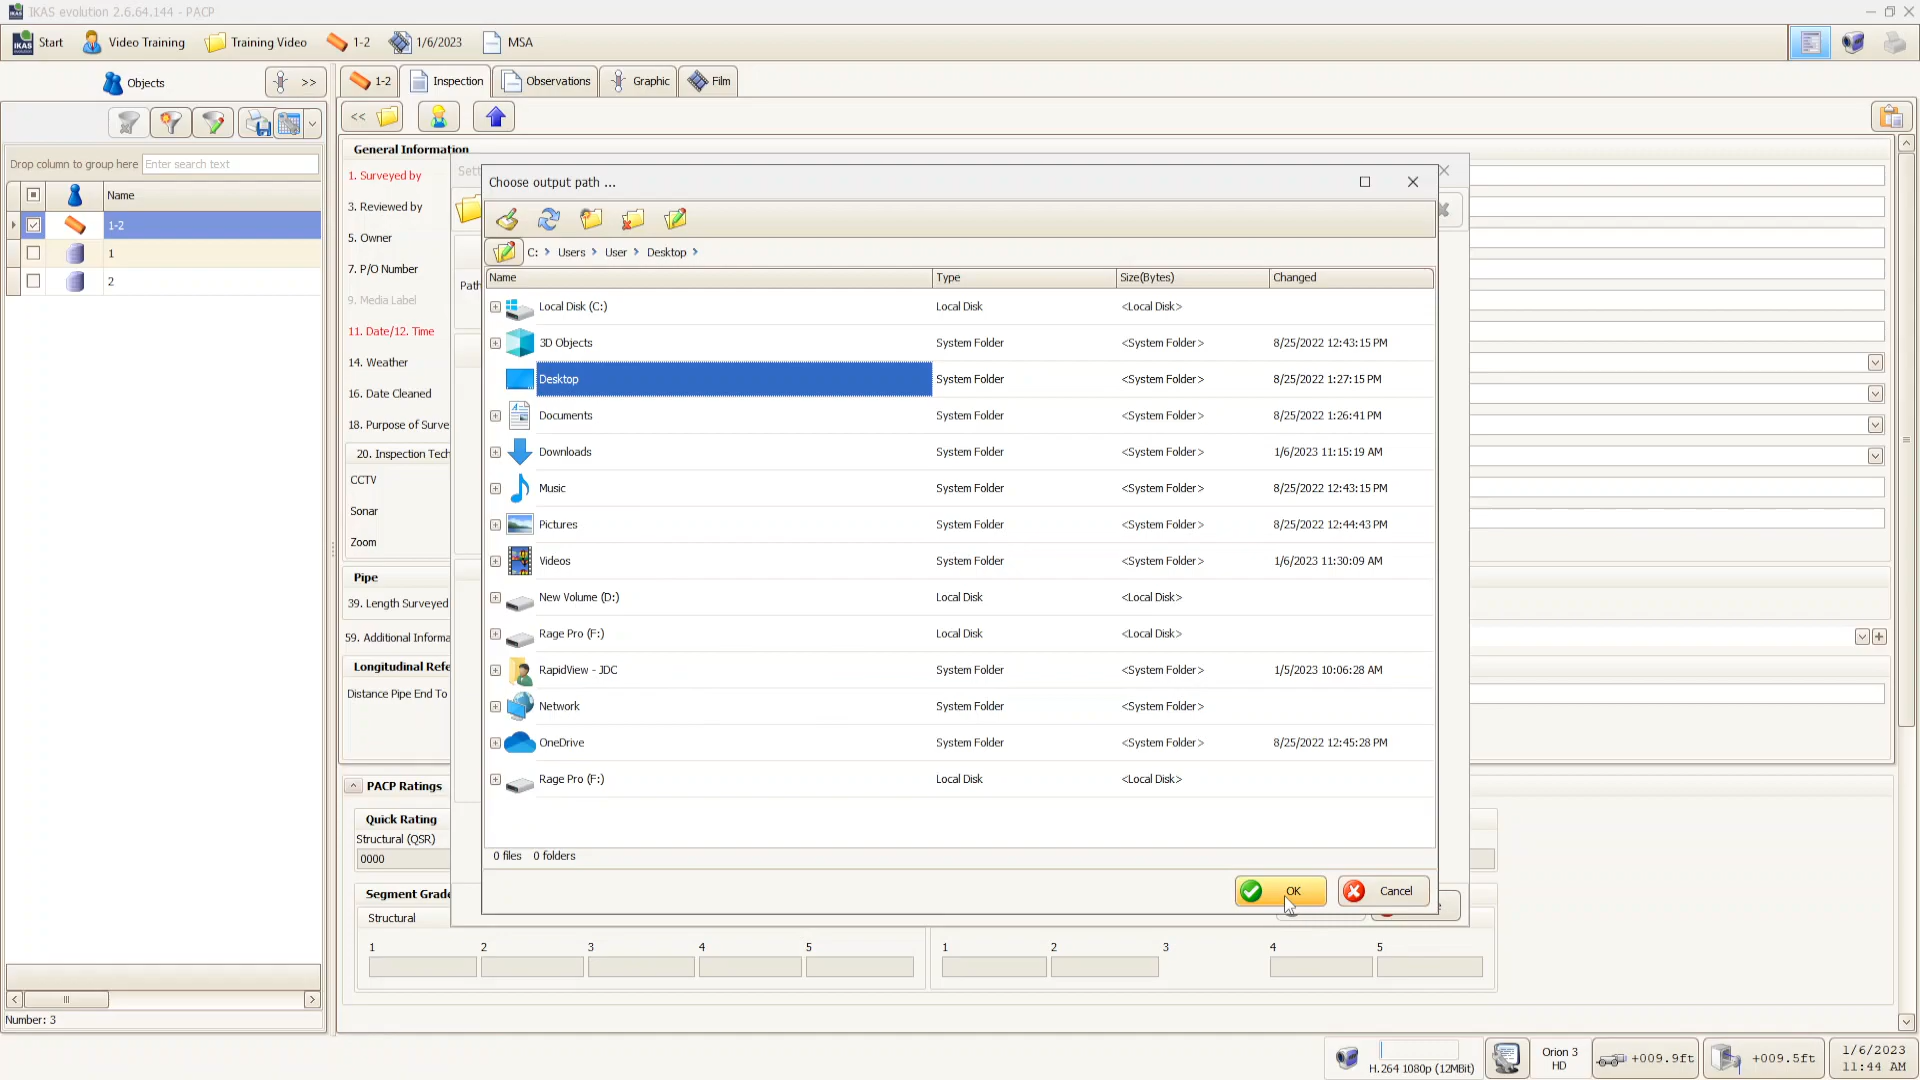 IKAS evolution 2.6.64.144 - PACP
Start Video Training Training Video 1-2 1/6/2023 MSA
Objects >> 1-2 Inspection Observations Graphic Film
<<
Drop column to group here Enter search text
Name
1-2
1
2
Number: 3
General Information
1. Surveyed by
3. Reviewed by
5. Owner
7. P/O Number
9. Media Label
11. Date/12. Time
14. Weather
16. Date Cleaned
18. Purpose of Surve
20. Inspection Tech
CCTV
Sonar
Zoom
Pipe
39. Length Surveyed
59. Additional Informa
Longitudinal Refe
Distance Pipe End To
PACP Ratings
Quick Rating
Structural (QSR)
0000
Segment Grade
Structural
1 2 3 4 5 1 2 3 4 5
Sett
Path
Choose output path ...
C: > Users > User > Desktop >
Name Type Size(Bytes) Changed
Local Disk (C:) Local Disk <Local Disk>
3D Objects System Folder <System Folder> 8/25/2022 12:43:15 PM
Desktop System Folder <System Folder> 8/25/2022 1:27:15 PM
Documents System Folder <System Folder> 8/25/2022 1:26:41 PM
Downloads System Folder <System Folder> 1/6/2023 11:15:19 AM
Music System Folder <System Folder> 8/25/2022 12:43:15 PM
Pictures System Folder <System Folder> 8/25/2022 12:44:43 PM
Videos System Folder <System Folder> 1/6/2023 11:30:09 AM
New Volume (D:) Local Disk <Local Disk>
Rage Pro (F:) Local Disk <Local Disk>
RapidView - JDC System Folder <System Folder> 1/5/2023 10:06:28 AM
Network System Folder <System Folder>
OneDrive System Folder <System Folder> 8/25/2022 12:45:28 PM
Rage Pro (F:) Local Disk <Local Disk>
0 files 0 folders
OK Cancel
H.264 1080p (12MBit)
Orion 3
HD
+009.9ft +009.5ft
1/6/2023
11:44 AM